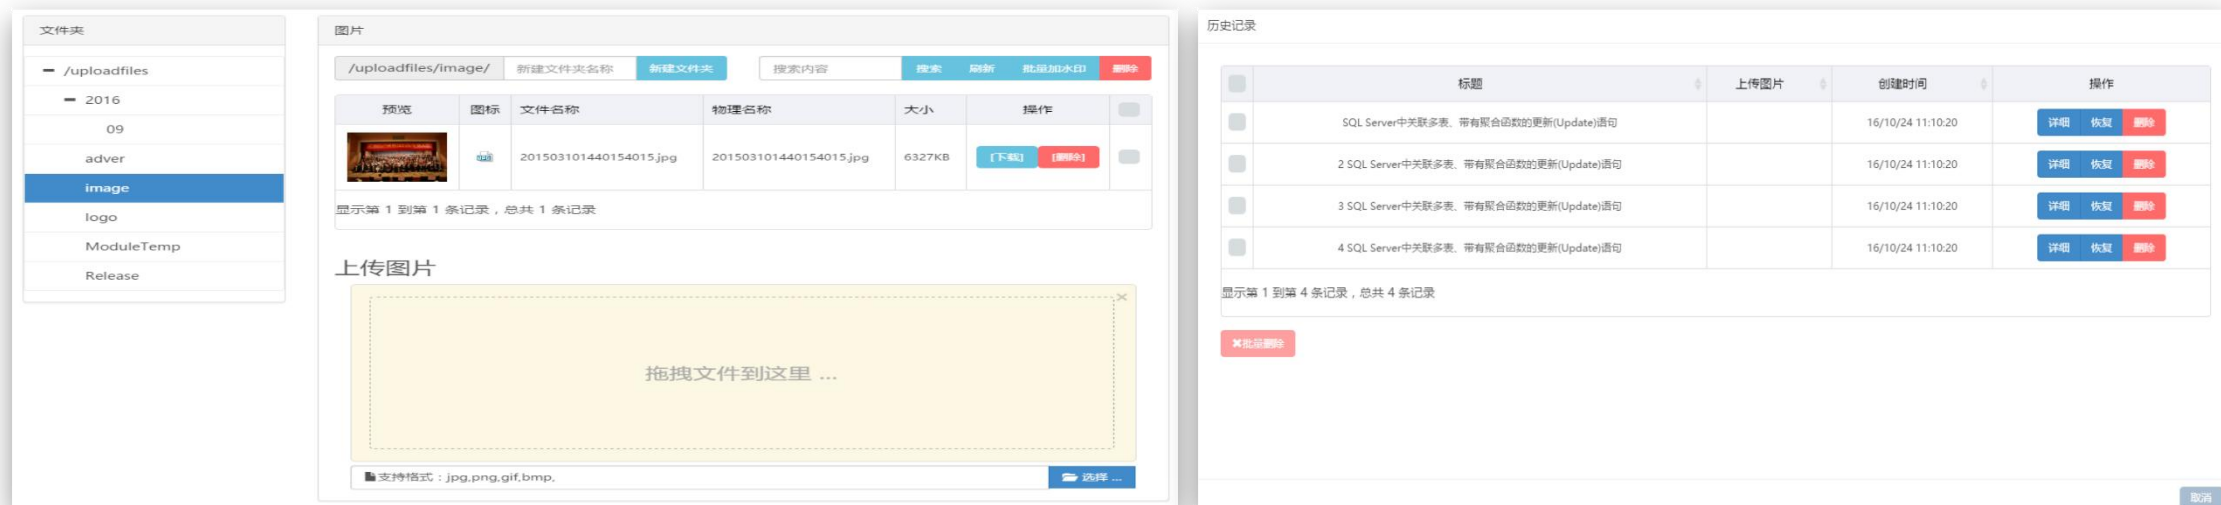 文件夹
/uploadfiles
2016
09
adver
image
logo
ModuleTemp
Release
图片
/uploadfiles/image/ 新建文件夹名称 新建文件夹 搜索内容 搜索 刷新 批量加水印 删除
预览 图标 文件名称 物理名称 大小 操作
201503101440154015.jpg 201503101440154015.jpg 6327KB [下载] [删除]
显示第 1 到第 1 条记录，总共 1 条记录
上传图片
×
拖拽文件到这里 ...
支持格式：jpg,png,gif,bmp,
选择 ...
历史记录
标题 上传图片 创建时间 操作
SQL Server中关联多表、带有聚合函数的更新(Update)语句 16/10/24 11:10:20 详细 恢复 删除
2 SQL Server中关联多表、带有聚合函数的更新(Update)语句 16/10/24 11:10:20 详细 恢复 删除
3 SQL Server中关联多表、带有聚合函数的更新(Update)语句 16/10/24 11:10:20 详细 恢复 删除
4 SQL Server中关联多表、带有聚合函数的更新(Update)语句 16/10/24 11:10:20 详细 恢复 删除
显示第 1 到第 4 条记录，总共 4 条记录
✖批量删除
取消